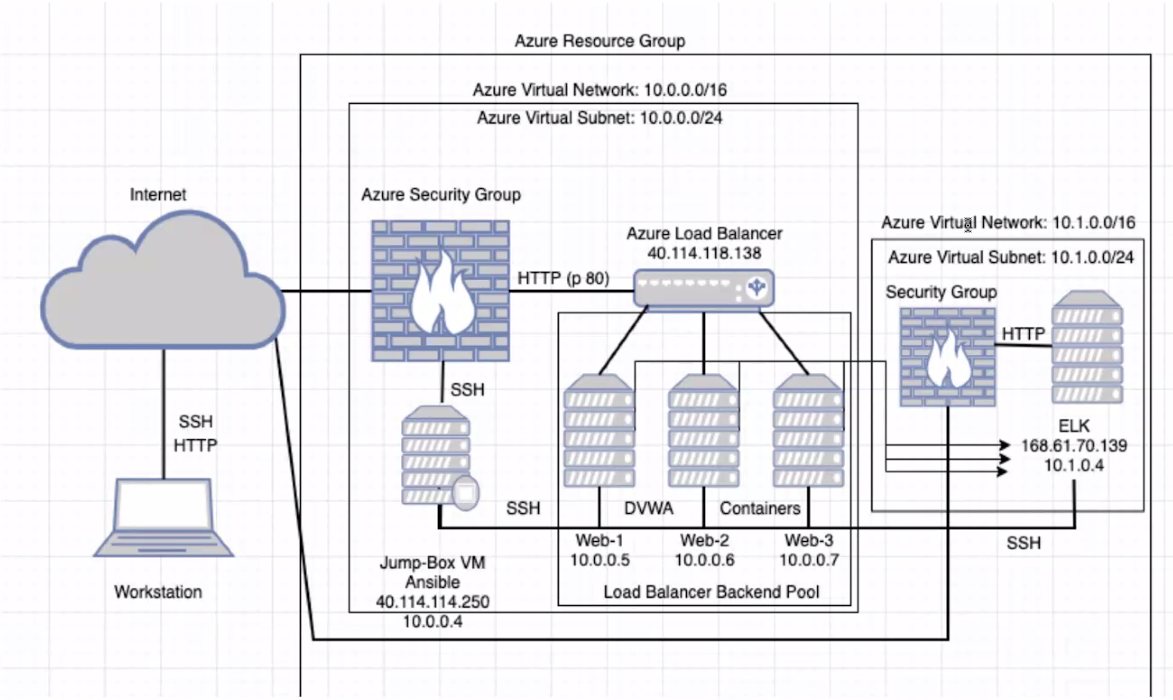 Azure Resource Group
Azure Virtual Network: 10.0.0.0/16
Azure Virtual Subnet: 10.0.0.0/24
Internet
Azure Security Group
Azure Load Balancer
40.114.118.138
HTTP (p 80)
Azure Virtual Network: 10.1.0.0/16
Azure Virtual Subnet: 10.1.0.0/24
Security Group
HTTP
SSH
SSH
HTTP
ELK
168.61.70.139
10.1.0.4
SSH
DVWA
Containers
Web-1
10.0.0.5
Web-2
10.0.0.6
Web-3
10.0.0.7
SSH
Jump-Box VM
Ansible
40.114.114.250
10.0.0.4
Load Balancer Backend Pool
Workstation